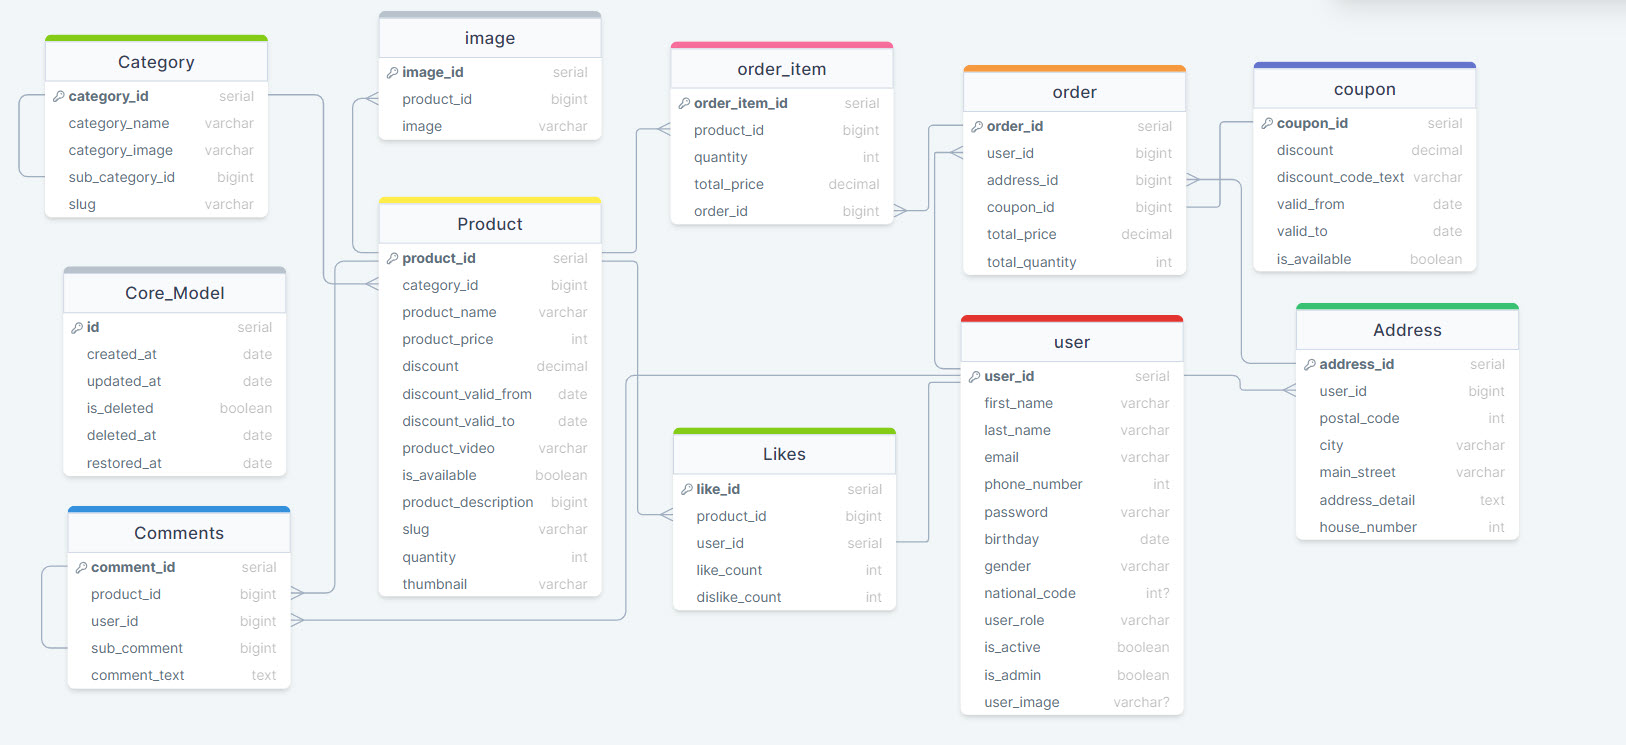 Category
category_id serial
category_name varchar
category_image varchar
sub_category_id bigint
slug varchar
image
image_id serial
product_id bigint
image varchar
order_item
order_item_id serial
product_id bigint
quantity int
total_price decimal
order_id bigint
order
order_id serial
user_id bigint
address_id bigint
coupon_id bigint
total_price decimal
total_quantity int
coupon
coupon_id serial
discount decimal
discount_code_text varchar
valid_from date
valid_to date
is_available boolean
Product
product_id serial
category_id bigint
product_name varchar
product_price int
discount decimal
discount_valid_from date
discount_valid_to date
product_video varchar
is_available boolean
product_description bigint
slug varchar
quantity int
thumbnail varchar
Core_Model
id serial
created_at date
updated_at date
is_deleted boolean
deleted_at date
restored_at date
user
user_id serial
first_name varchar
last_name varchar
email varchar
phone_number int
password varchar
birthday date
gender varchar
national_code int?
user_role varchar
is_active boolean
is_admin boolean
user_image varchar?
Address
address_id serial
user_id bigint
postal_code int
city varchar
main_street varchar
address_detail text
house_number int
Likes
like_id serial
product_id bigint
user_id serial
like_count int
dislike_count int
Comments
comment_id serial
product_id bigint
user_id bigint
sub_comment bigint
comment_text text